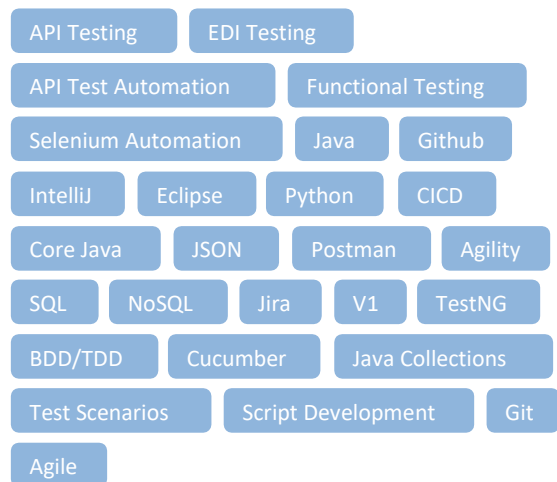 API Testing EDI Testing
API Test Automation Functional Testing
Selenium Automation Java Github
IntelliJ Eclipse Python CICD
Core Java JSON Postman Agility
SQL NoSQL Jira V1 TestNG
BDD/TDD Cucumber Java Collections
Test Scenarios Script Development Git
Agile